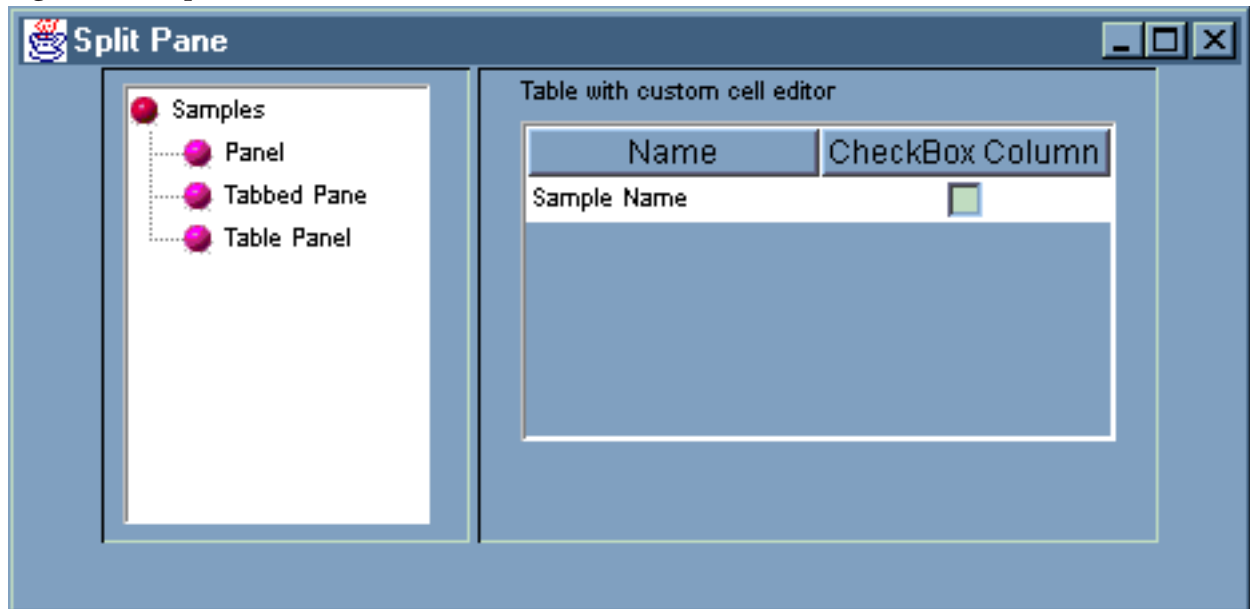 Split Pane
Samples
Panel
Tabbed Pane
Table Panel
Table with custom cell editor
Name CheckBox Column
Sample Name